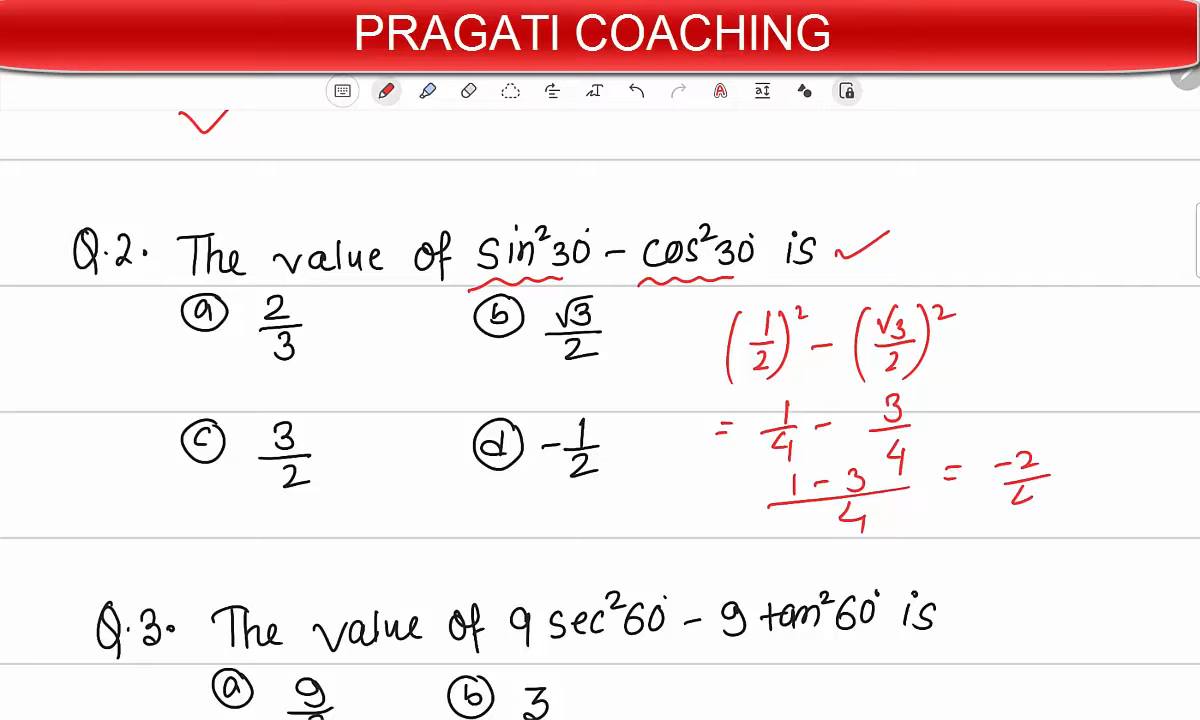 PRAGATI COACHING
Q.2. The value of sin²30° - cos²30° is
(a) 2/3 (b) √3/2
(1/2)² - (√3/2)²
(c) 3/2 (d) -1/2
= 1/4 - 3/4
1 - 3/4 = -2/
Q.3. The value of 9 sec²60° - 9 tan²60° is
(a) 9/ (b) 3